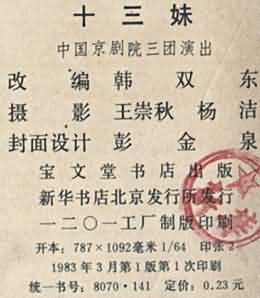 十三妹
中国京剧院三团演出
改编 韩双东
摄影 王崇秋 杨洁
封面设计 彭金泉
宝文堂书店出版
新华书店北京发行所发行
一二〇一工厂制版印刷
开本：787×1092毫米1/64 印张2
1983年3月第1版第1次印刷
统一书号：8070·141 定价：0.23元